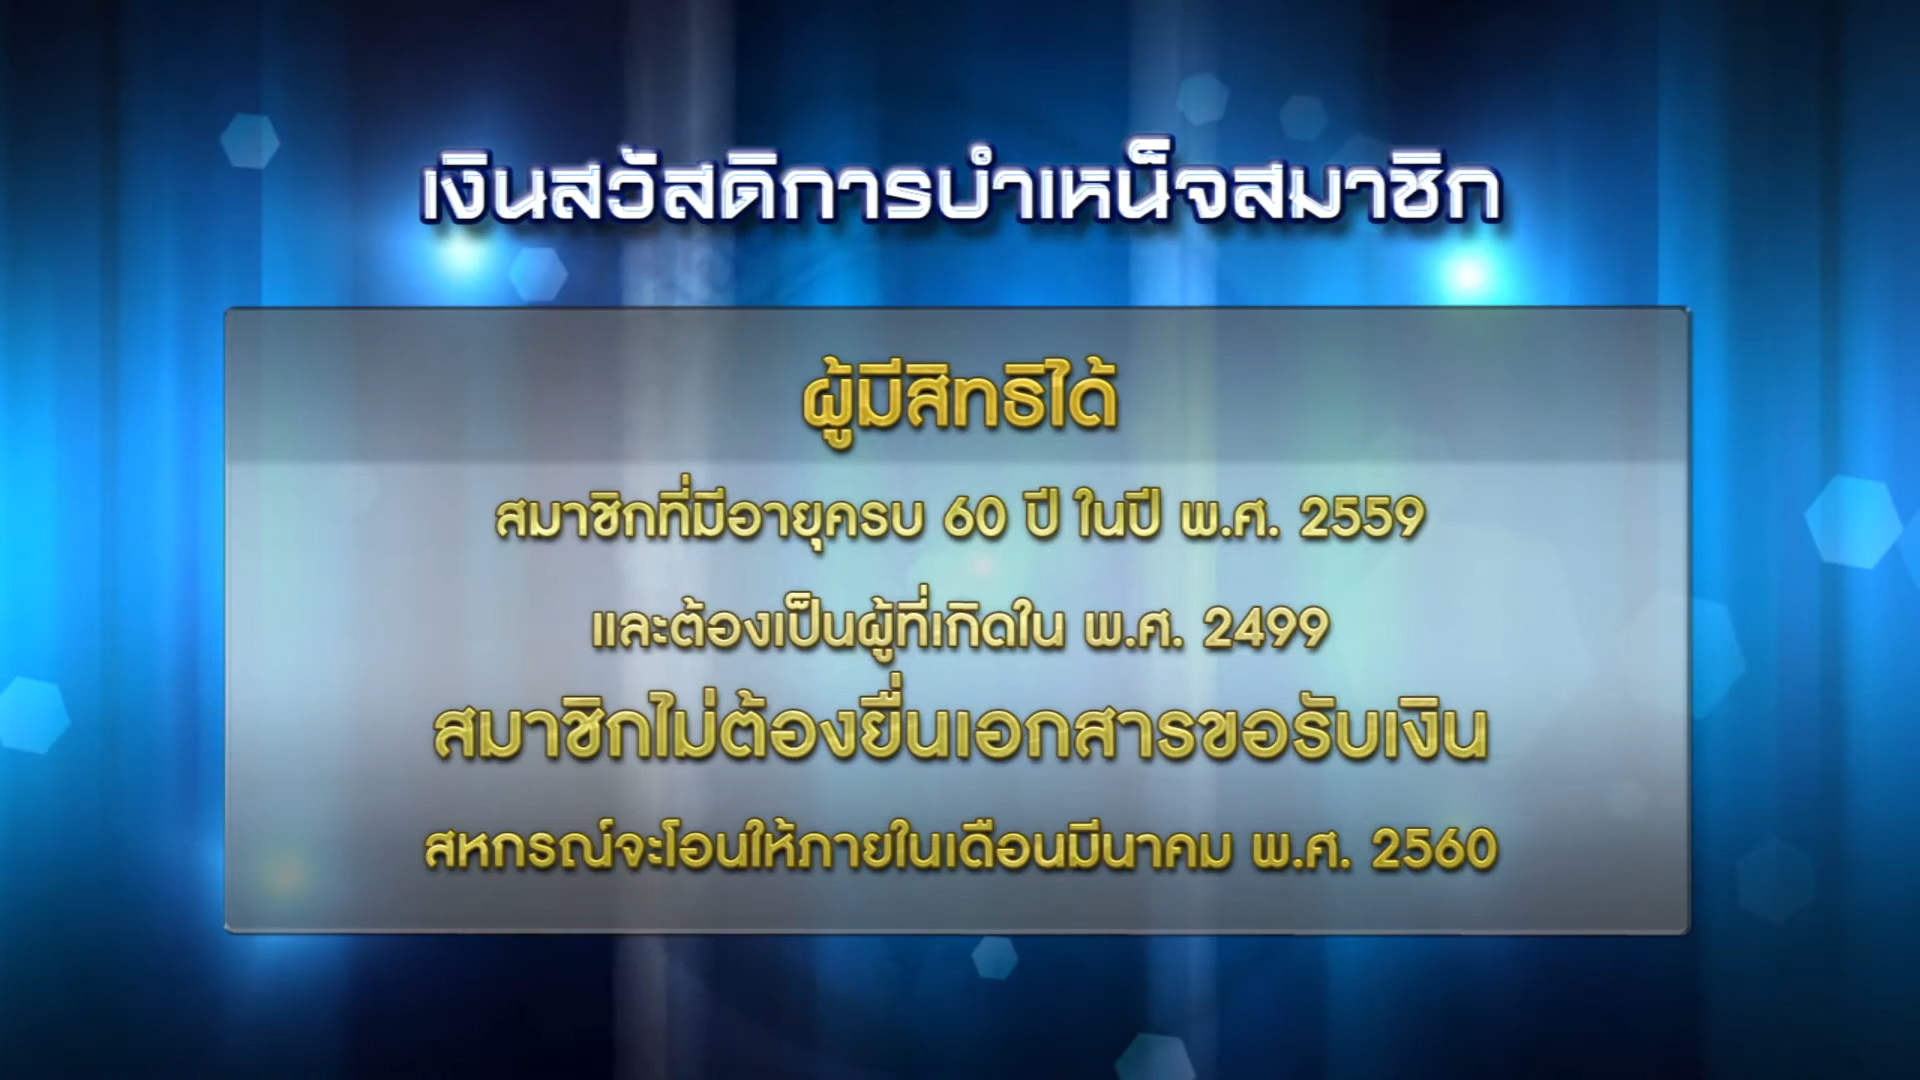 เงินสวัสดิการบำเหน็จสมาชิก
ผู้มีสิทธิได้
สมาชิกที่มีอายุครบ 60 ปี ในปี พ.ศ. 2559
และต้องเป็นผู้ที่เกิดใน พ.ศ. 2499
สมาชิกไม่ต้องยื่นเอกสารขอรับเงิน
สหกรณ์จะโอนให้ภายในเดือนมีนาคม พ.ศ. 2560